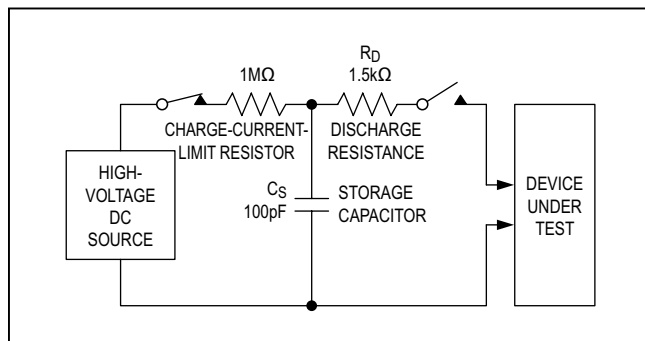 R_D
1MΩ
1.5kΩ
CHARGE-CURRENT-
LIMIT RESISTOR
DISCHARGE
RESISTANCE
HIGH-
VOLTAGE
DC
SOURCE
C_S
100pF
STORAGE
CAPACITOR
DEVICE
UNDER
TEST